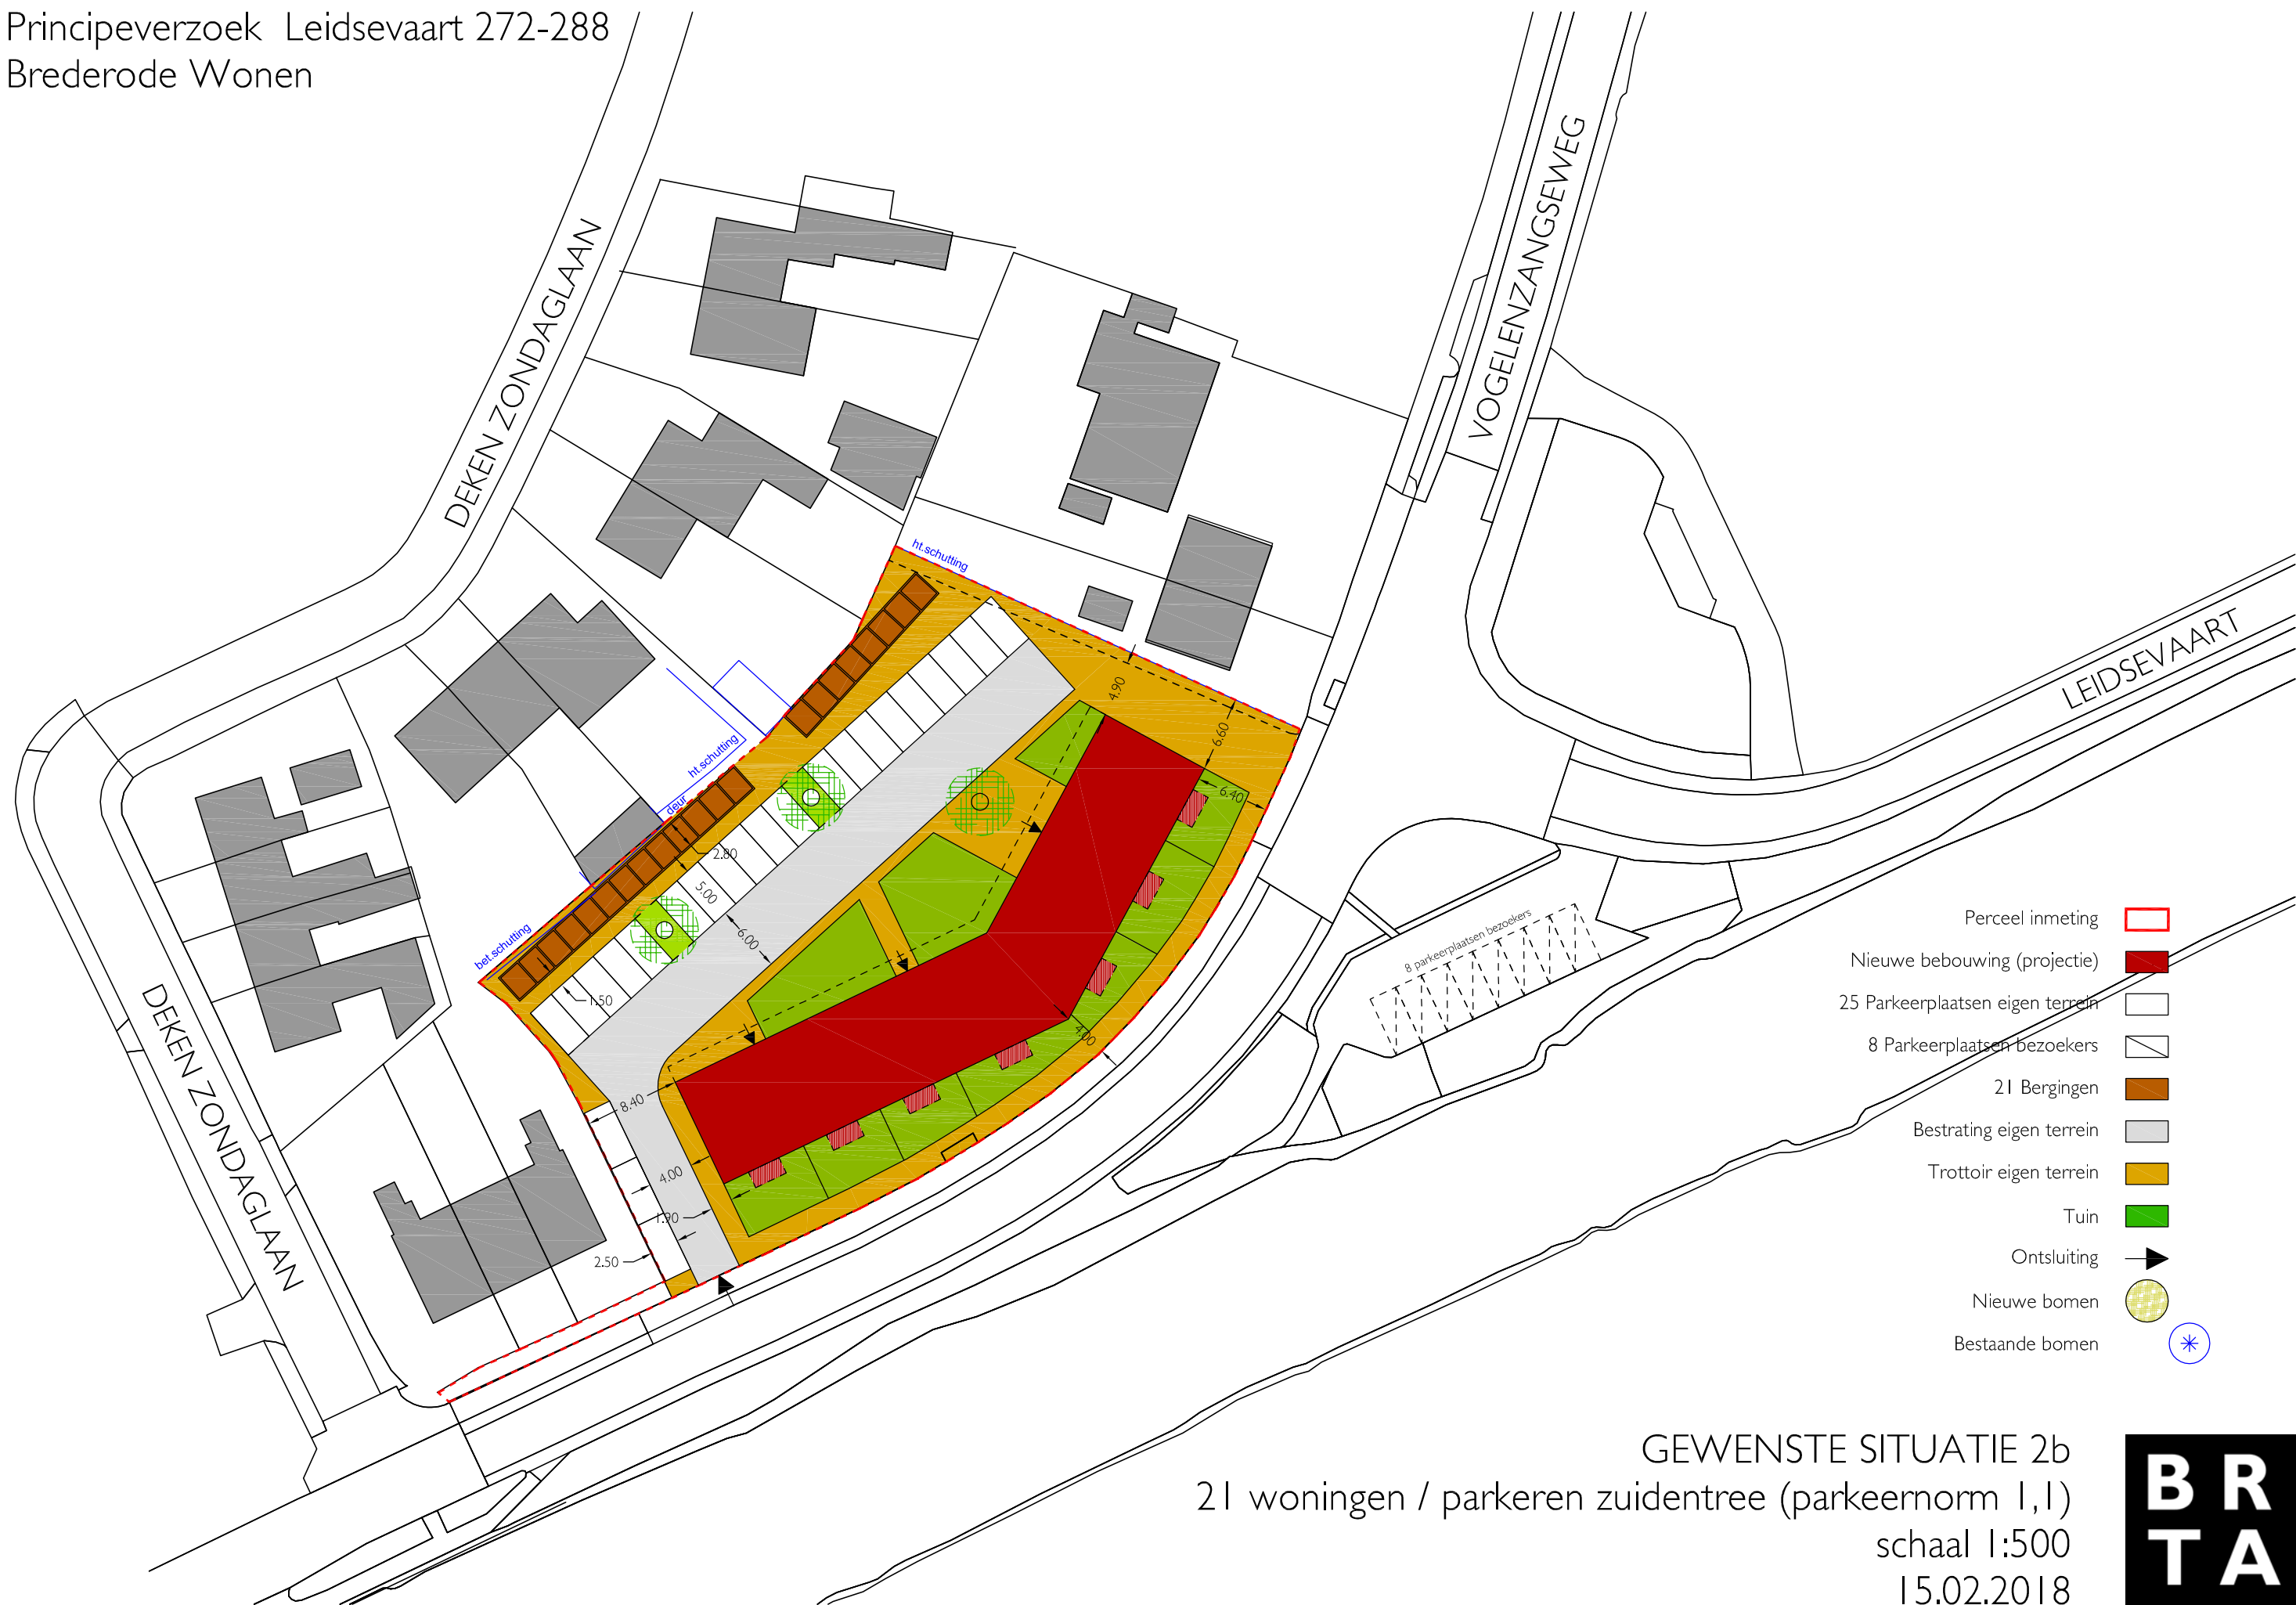 Principeverzoek Leidsevaart 272-288
Brederode Wonen
DEKEN ZONDAGLAAN
VOGELENZANGSEWEG
LEIDSEVAART
DEKEN ZONDAGLAAN
ht.schutting
ht.schutting
deur
bet.schutting
4.90
6.60
6.40
2.80
5.00
6.00
1.50
4.00
8.40
4.00
1.90
2.50
8 parkeerplaatsen bezoekers
Perceel inmeting
Nieuwe bebouwing (projectie)
25 Parkeerplaatsen eigen terrein
8 Parkeerplaatsen bezoekers
21 Bergingen
Bestrating eigen terrein
Trottoir eigen terrein
Tuin
Ontsluiting
Nieuwe bomen
Bestaande bomen
GEWENSTE SITUATIE 2b
21 woningen / parkeren zuidentree (parkeernorm 1,1)
schaal 1:500
15.02.2018
BR
TA